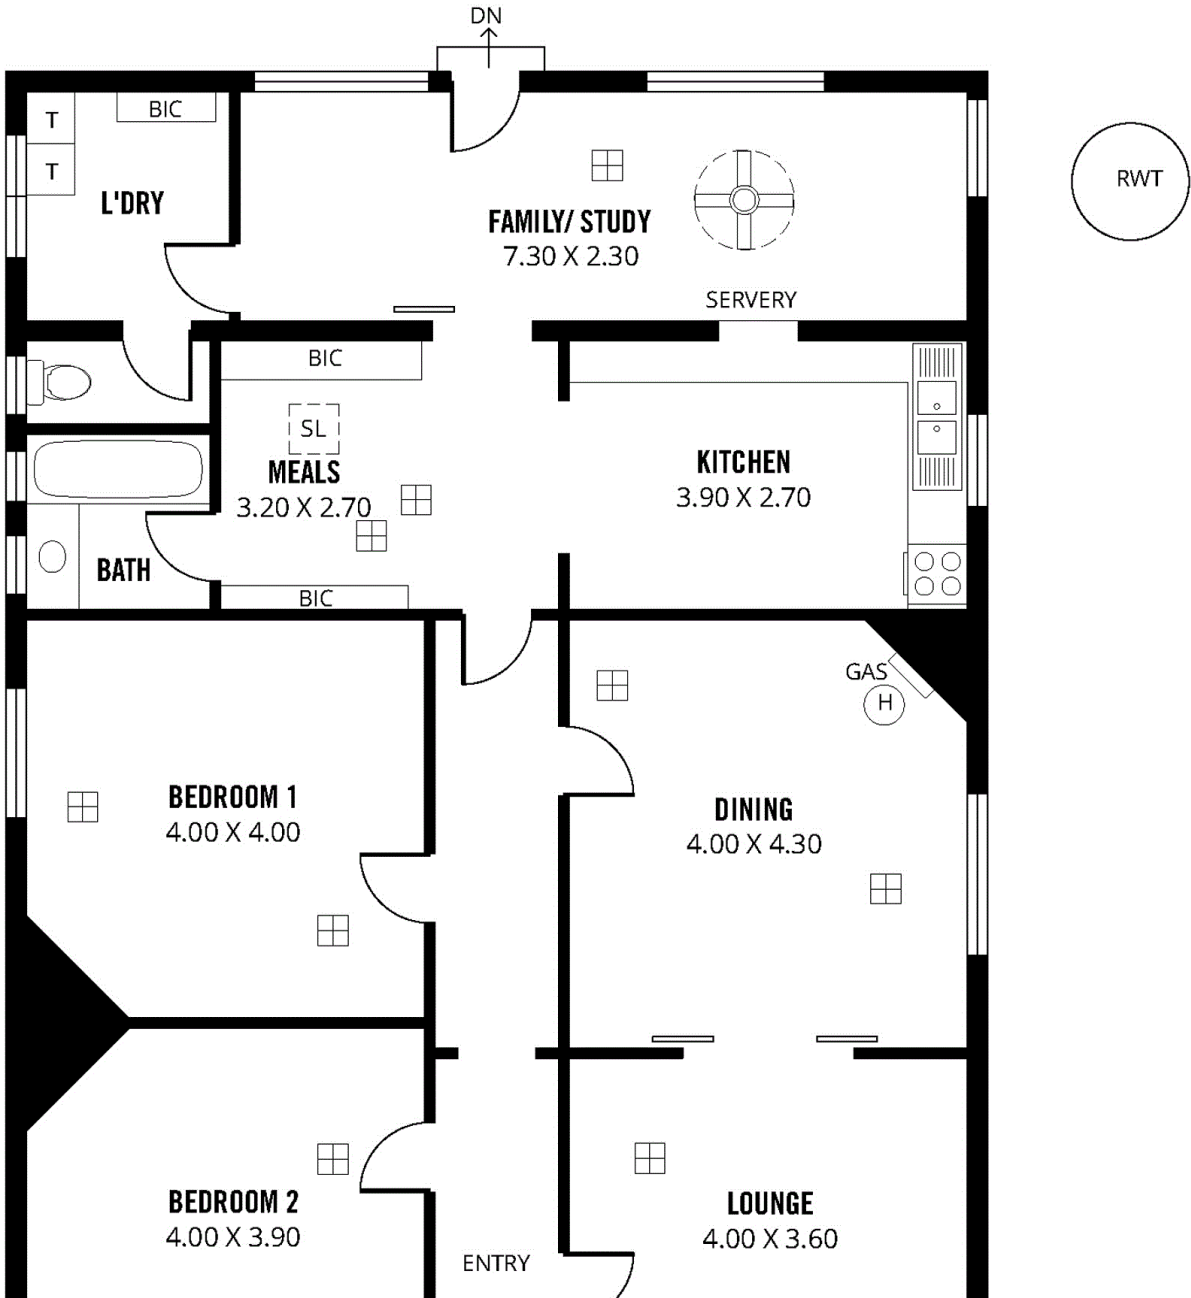 DN
BIC
T
T
RWT
L'DRY
FAMILY/ STUDY
7.30 X 2.30
SERVERY
BIC
SL
MEALS
3.20 X 2.70
KITCHEN
3.90 X 2.70
BATH
BIC
GAS
H
BEDROOM 1
4.00 X 4.00
DINING
4.00 X 4.30
BEDROOM 2
4.00 X 3.90
LOUNGE
4.00 X 3.60
ENTRY